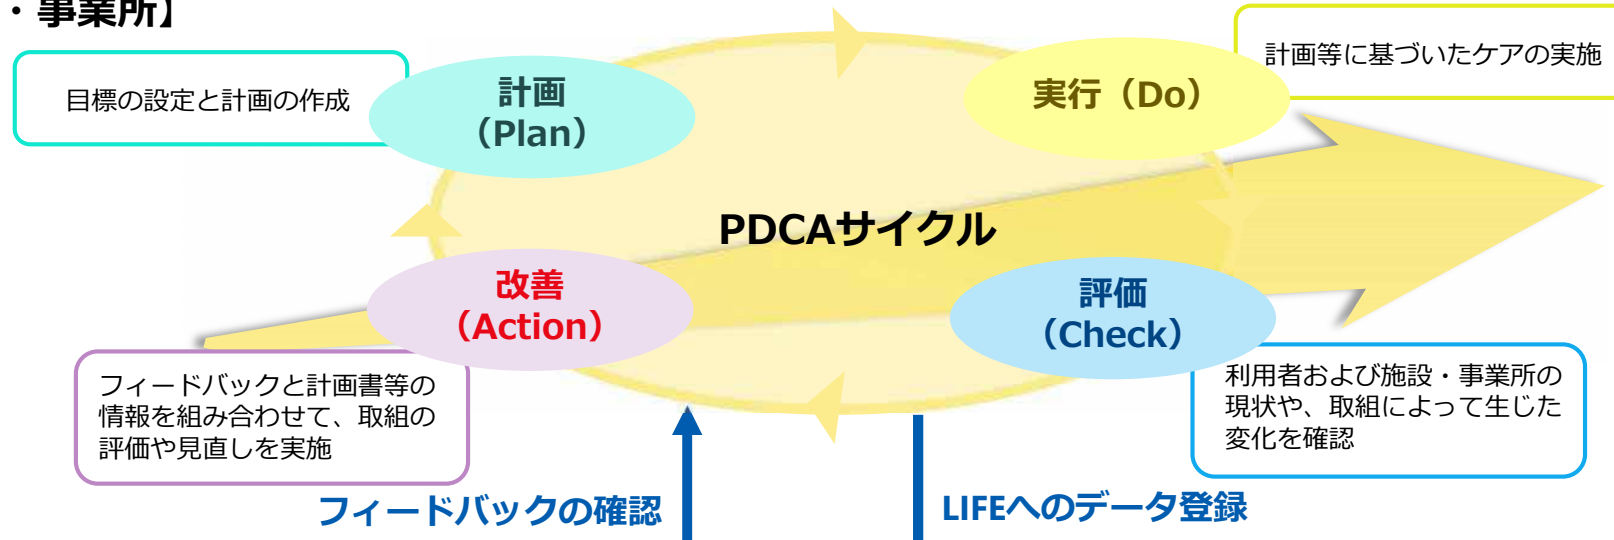 ・事業所】
目標の設定と計画の作成
計画
（Plan）
実行（Do）
計画等に基づいたケアの実施
PDCAサイクル
改善
（Action）
評価
（Check）
フィードバックと計画書等の
情報を組み合わせて、取組の
評価や見直しを実施
利用者および施設・事業所の
現状や、取組によって生じた
変化を確認
フィードバックの確認
LIFEへのデータ登録